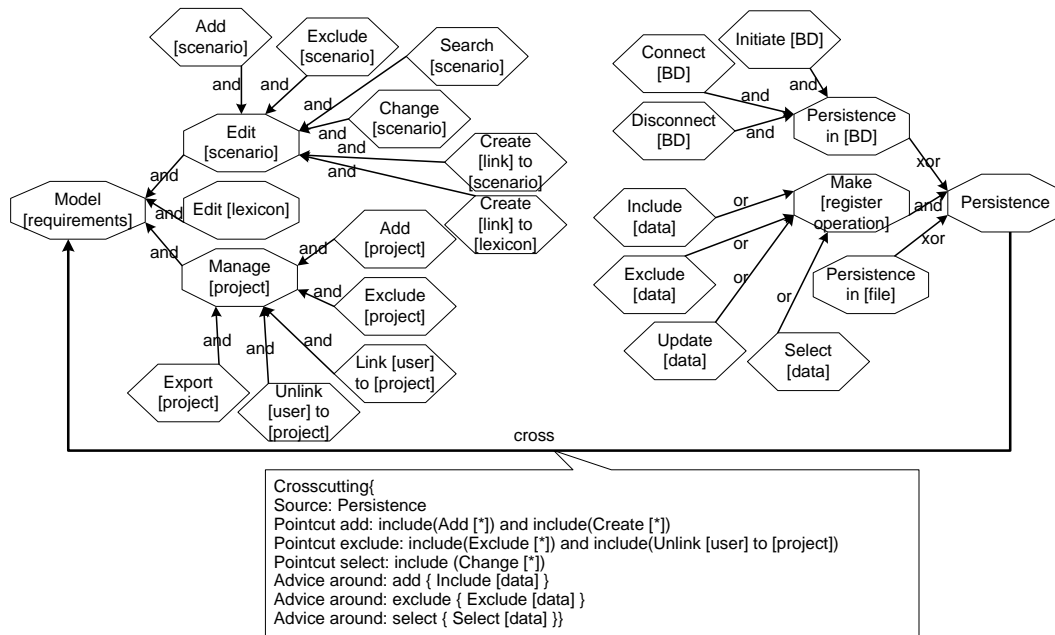 Add
[scenario]
Exclude
[scenario]
Search
[scenario]
and
and
and
Change
[scenario]
and
Edit
[scenario]
and
Create
[link] to
scenario]
and
and
Create
[link] to
[lexicon]
Model
[requirements]
and
Edit [lexicon]
and
Manage
[project]
and
Add
[project]
and
Exclude
[project]
and
and
and
Export
[project]
Unlink
[user] to
project]
Link [user]
to [project]
Connect
[BD]
Initiate [BD]
and
and
Disconnect
[BD]
and
Persistence
in [BD]
xor
Include
[data]
or
Make
[register
operation]
and
Persistence
xor
Exclude
[data]
or
Persistence
in [file]
or
or
Update
[data]
Select
[data]
cross
Crosscutting{
Source: Persistence
Pointcut add: include(Add [*]) and include(Create [*])
Pointcut exclude: include(Exclude [*]) and include(Unlink [user] to [project])
Pointcut select: include (Change [*])
Advice around: add { Include [data] }
Advice around: exclude { Exclude [data] }
Advice around: select { Select [data] }}